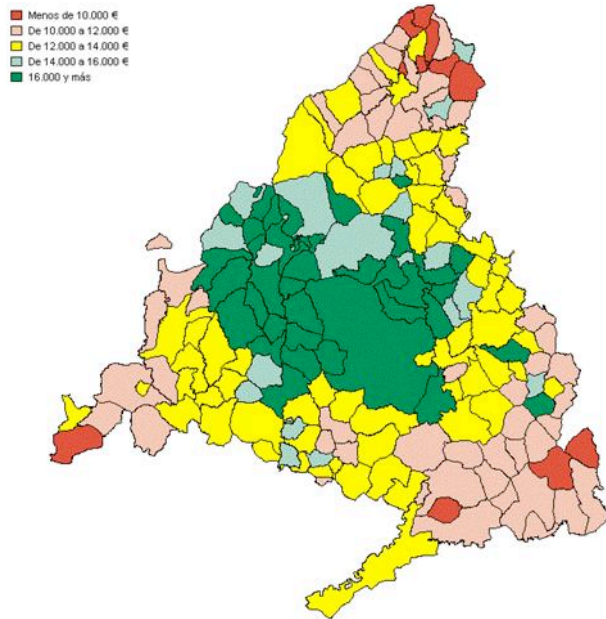 Menos de 10.000 €
De 10.000 a 12.000 €
De 12.000 a 14.000 €
De 14.000 a 16.000 €
16.000 y más